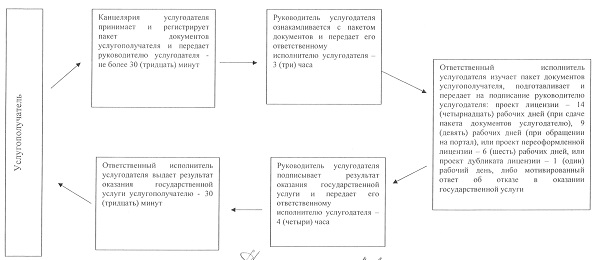 Услугополучатель
Канцелярия услугодателя
принимает и регистрирует
пакет документов
услугополучателя и передает
руководителю услугодателя -
не более 30 (тридцать) минут
Руководитель услугодателя
ознакамливается с пакетом
документов и передает его
ответственному
исполнителю услугодателя –
3 (три) часа
Ответственный исполнитель
услугодателя изучает пакет документов
услугополучателя, подготавливает и
передает на подписание руководителю
услугодателя: проект лицензии – 14
(четырнадцать) рабочих дней (при сдаче
пакета документов услугодателю), 9
(девять) рабочих дней (при обращении
на портал), или проект переоформленной
лицензии – 6 (шесть) рабочих дней, или
проект дубликата лицензии – 1 (один)
рабочий день, либо мотивированный
ответ об отказе в оказании
государственной услуги
Руководитель услугодателя
подписывает результат
оказания государственной
услуги и передает его
ответственному
исполнителю услугодателя –
4 (четыре) часа
Ответственный исполнитель
услугодателя выдает результат
оказания государственной
услуги услугополучателю - 30
(тридцать) минут